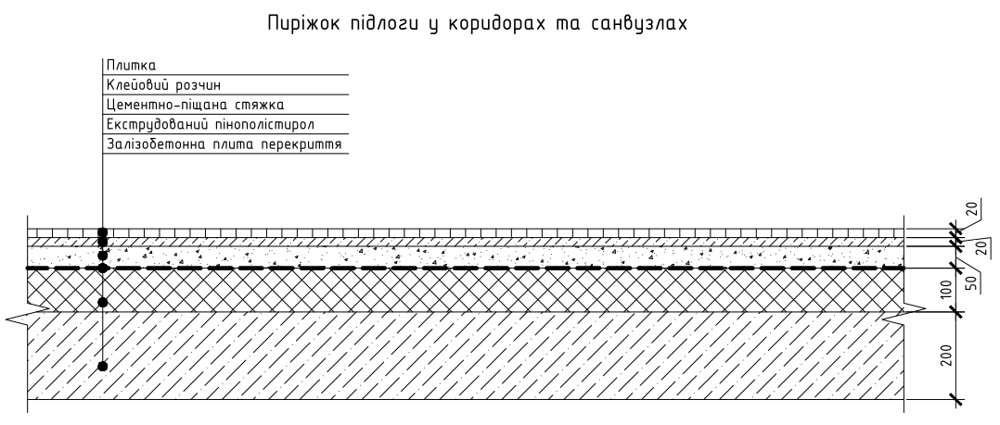 Пиріжок підлоги у коридорах та санвузлах
Плитка
Клейовий розчин
Цементно-піщана стяжка
Екструдований пінополістирол
Залізобетонна плита перекриття
20
20
50
100
200